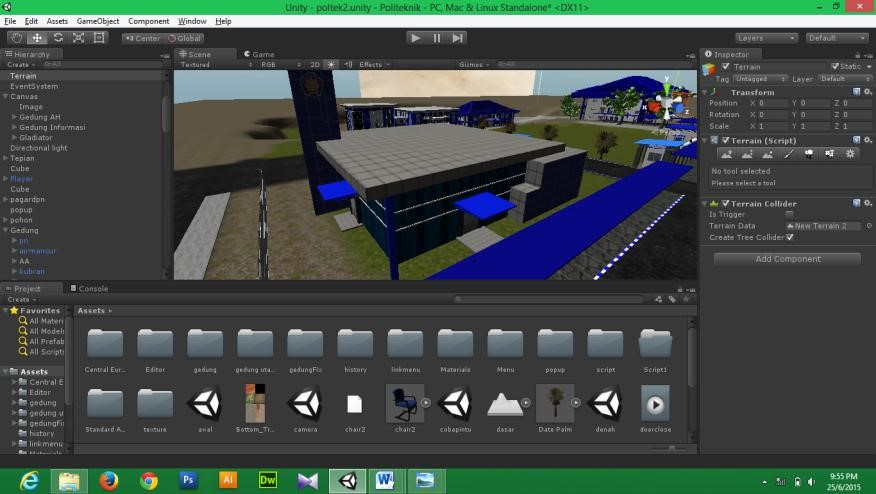 Unity - poltek2.unity - Politeknik - PC, Mac & Linux Standalone* <DX11>
File Edit Assets GameObject Component Window Help
Center Global
Layers Default
Hierarchy
Create All
Terrain
EventSystem
Canvas
Image
Gedung AH
Gedung Informasi
Gladiator
Directional light
Tepian
Cube
Player
Cube
pagardpn
popup
pohon
Gedung
pn
airmancur
AA
kubran
Scene Game
Textured RGB 2D Effects Gizmos All
y
Persp
Inspector
Terrain Static
Tag Untagged Layer Default
Transform
Position X 0 Y 0 Z 0
Rotation X 0 Y 0 Z 0
Scale X 1 Y 1 Z 1
Terrain (Script)
No tool selected
Please select a tool
Terrain Collider
Is Trigger
Terrain Data New Terrain 2
Create Tree Collider
Add Component
Project Console
Create
Favorites
All Materi
All Models
All Prefab
All Scripts
Assets
Central E
Editor
gedung
gedung u
gedungFi
history
linkmenu
Materials
Assets
Central Eur... Editor gedung gedung uta... gedungFix history linkmenu Materials Menu popup script Script1
Standard A... texture aval Bottom_Tr... camera chair2 chair2 cobapintu dasar Date Palm denah doorclose
Ps Ai Dw W
9:55 PM
25/6/2015